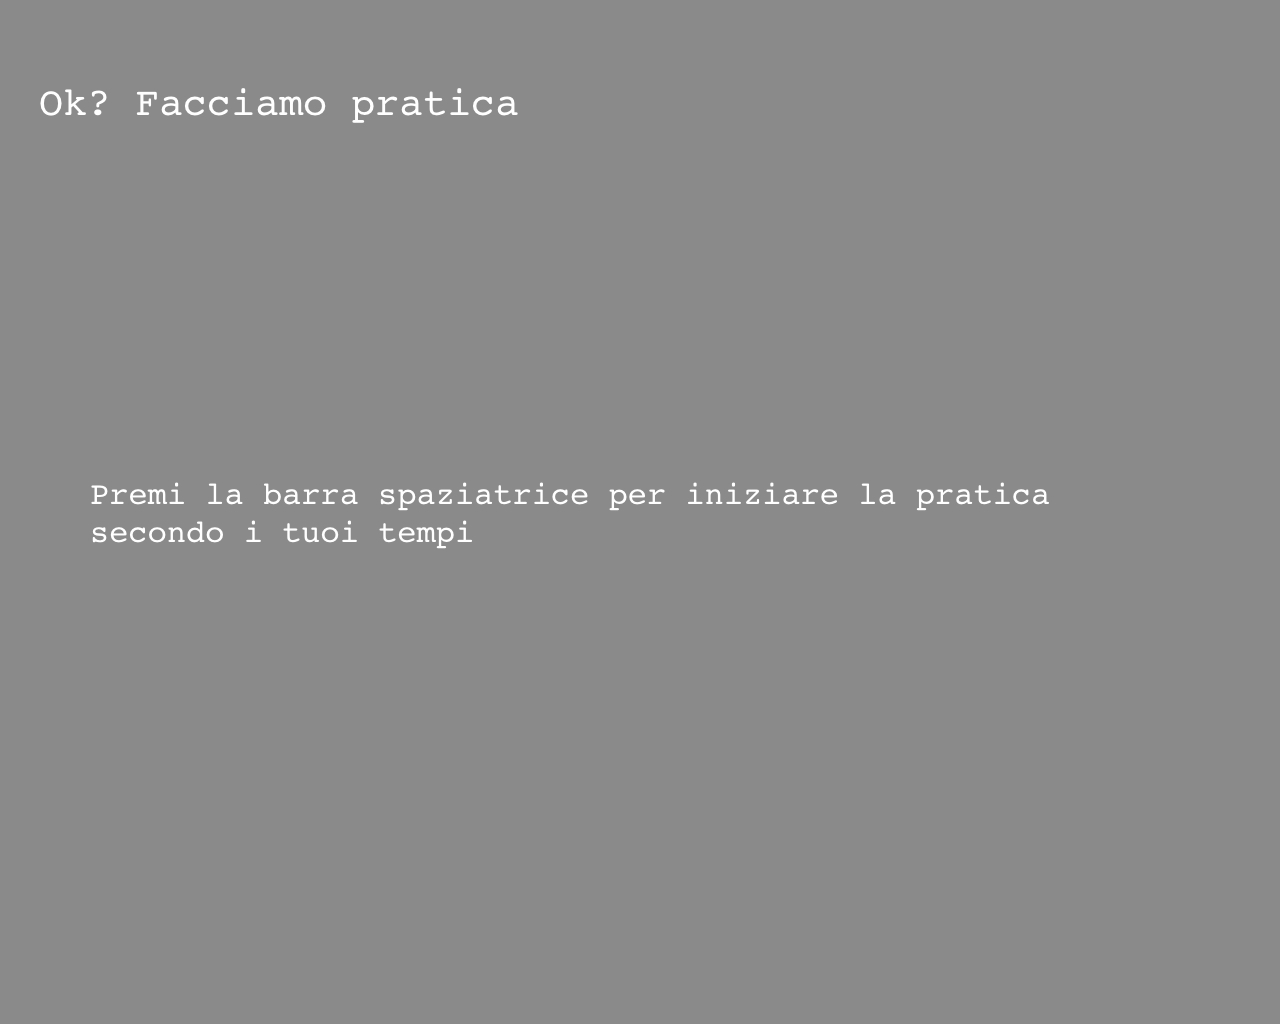 Ok? Facciamo pratica
Premi la barra spaziatrice per iniziare la pratica
secondo i tuoi tempi